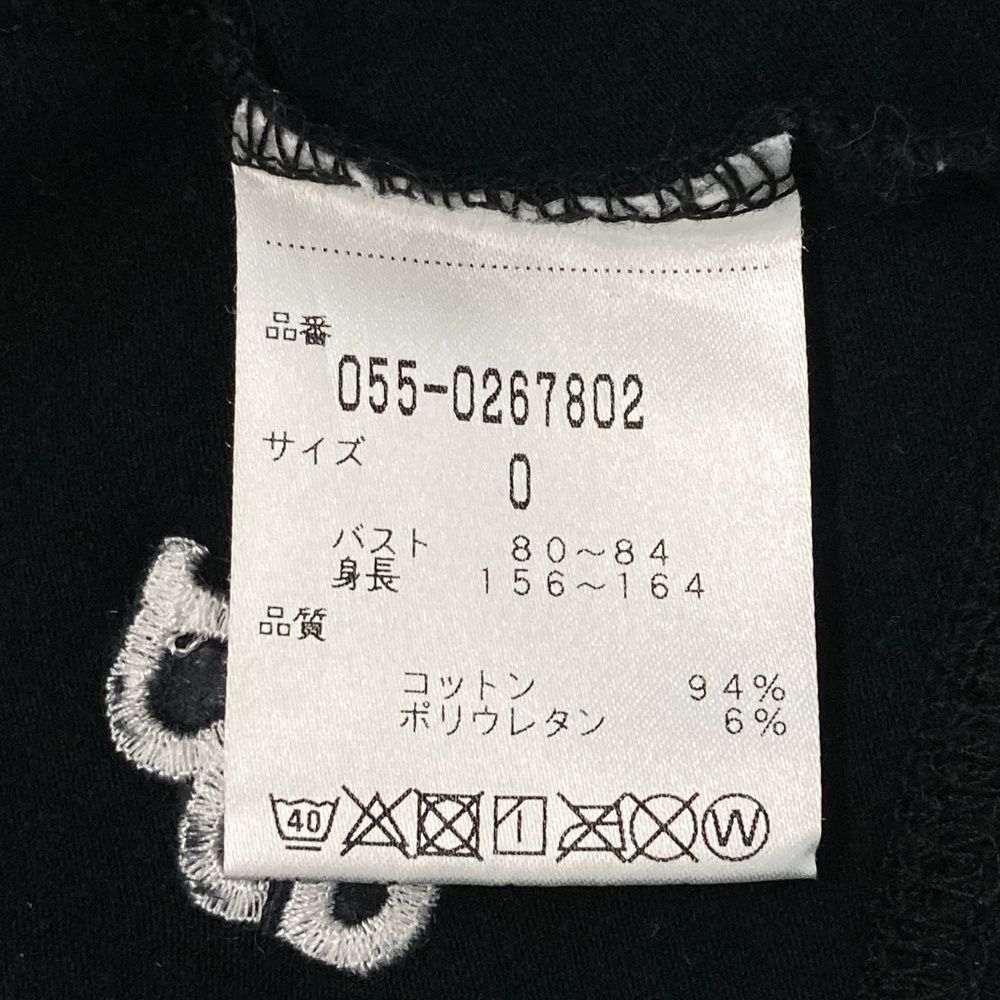 品番
055-0267802
サイズ
0
バスト 80～84
身長 156～164
品質
コットン 94%
ポリウレタン 6%
40 W